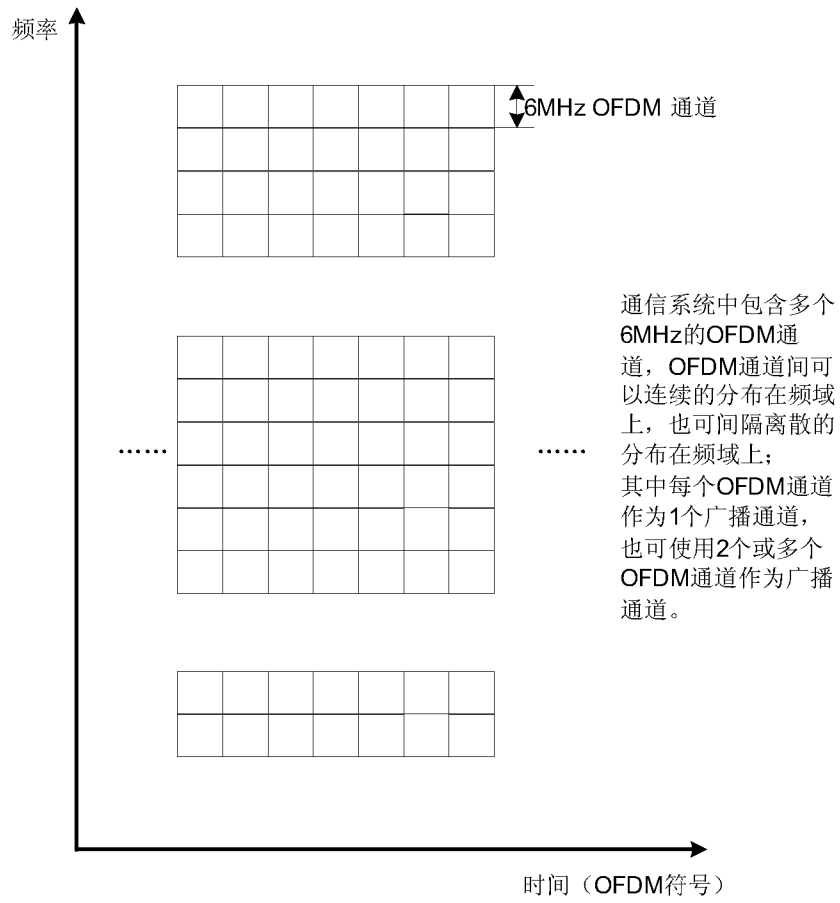 频率
6MHz OFDM 通道
通信系统中包含多个
6MHz的OFDM通
道，OFDM通道间可
以连续的分布在频域
上，也可间隔离散的
分布在频域上；
其中每个OFDM通道
作为1个广播通道，
也可使用2个或多个
OFDM通道作为广播
通道。
……
……
时间（OFDM符号）